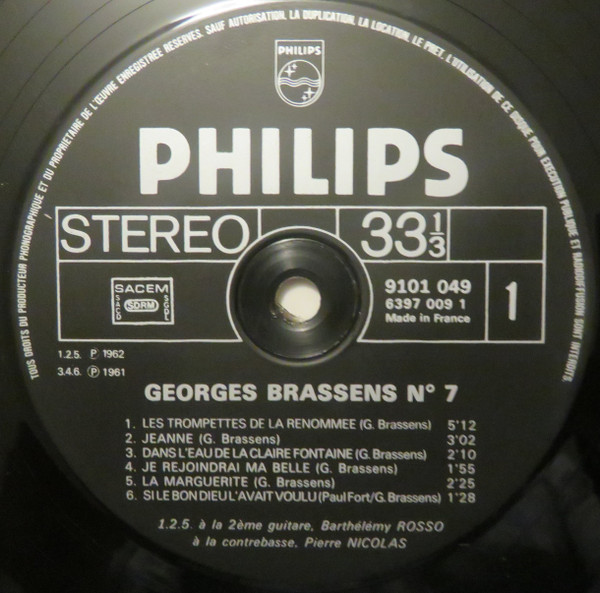 TOUS DROITS DU PRODUCTEUR PHONOGRAPHIQUE ET DU PROPRIETAIRE DE L'ŒUVRE ENREGISTREE RESERVES. SAUF AUTORISATION, LA DUPLICATION, LA LOCATION, LE PRET, L'UTILISATION DE CE DISQUE POUR EXECUTION PUBLIQUE ET RADIODIFFUSION SONT INTERDITS.
PHILIPS
PHILIPS
STEREO 33 1/3
SACEM
SACD SDRM SGDL
9101 049
6397 009 1
Made in France
1
1.2.5. Ⓟ 1962
3.4.6. Ⓟ 1961
GEORGES BRASSENS N° 7
1. LES TROMPETTES DE LA RENOMMEE (G. Brassens) 5'12
2. JEANNE (G. Brassens) 3'02
3. DANS L'EAU DE LA CLAIRE FONTAINE (G. Brassens) 2'10
4. JE REJOINDRAI MA BELLE (G. Brassens) 1'55
5. LA MARGUERITE (G. Brassens) 2'25
6. SI LE BON DIEU L'AVAIT VOULU (Paul Fort/G. Brassens) 1'28
1.2.5. à la 2ème guitare, Barthélémy ROSSO
à la contrebasse, Pierre NICOLAS